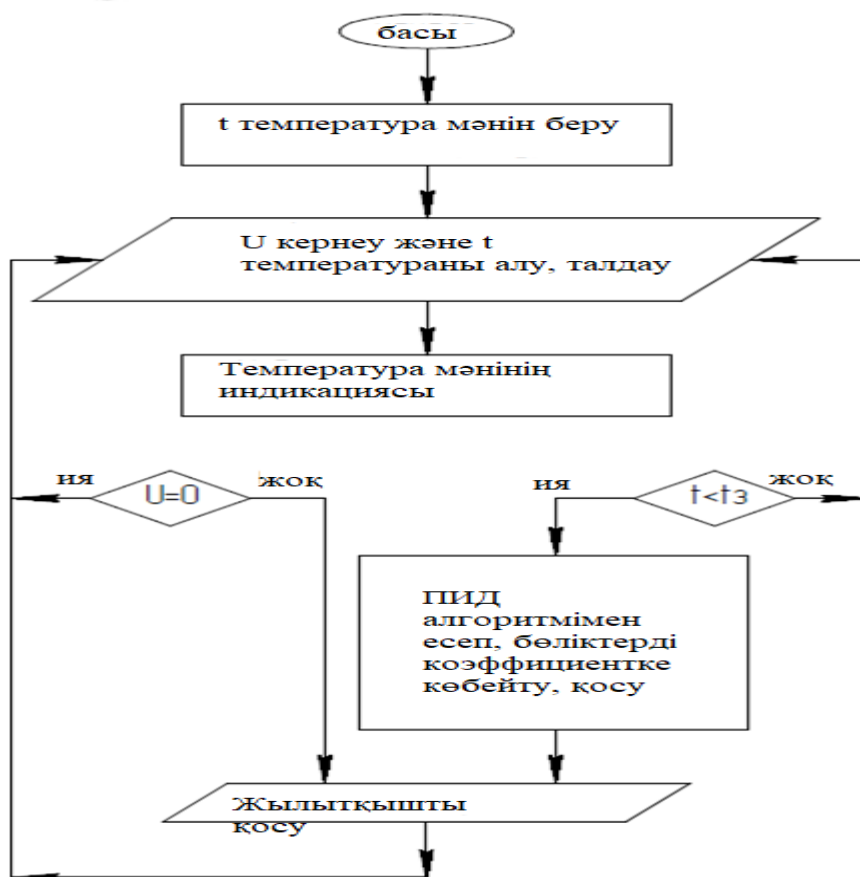 басы
t температура мәнін беру
U кернеу және t
температураны алу, талдау
Температура мәнінің
индикациясы
ия
U=0
жоқ
ия
t<tз
жоқ
ПИД
алгоритмімен
есеп, бөліктерді
коэффициентке
көбейту, қосу
Жылытқышты
қосу